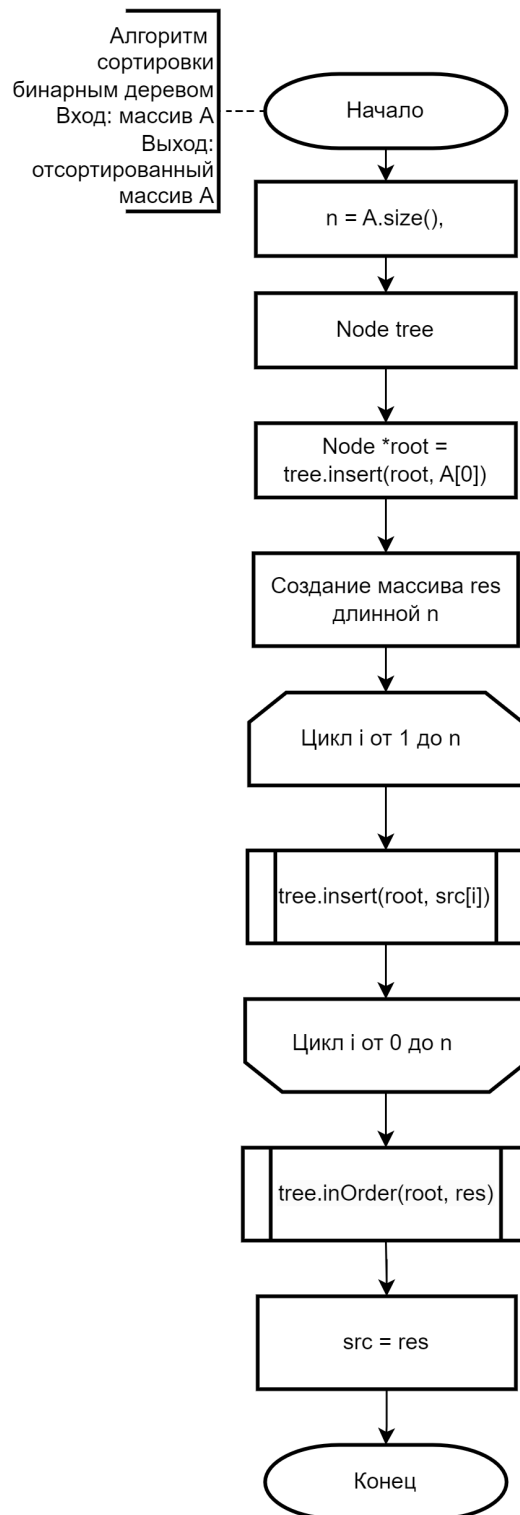 Алгоритм
сортировки
бинарным деревом
Вход: массив А
Выход:
отсортированный
массив А
Начало
n = A.size(),
Node tree
Node *root =
tree.insert(root, A[0])
Создание массива res
длинной n
Цикл i от 1 до n
tree.insert(root, src[i])
Цикл i от 0 до n
tree.inOrder(root, res)
src = res
Конец